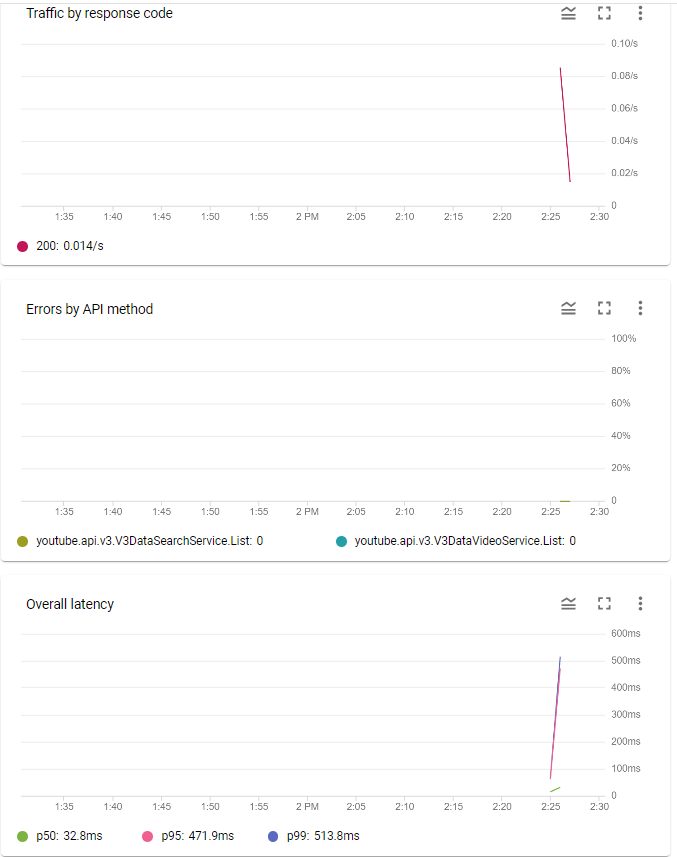 Traffic by response code
0.10/s
0.08/s
0.06/s
0.04/s
0.02/s
0
1:35 1:40 1:45 1:50 1:55 2 PM 2:05 2:10 2:15 2:20 2:25 2:30
200: 0.014/s
Errors by API method
100%
80%
60%
40%
20%
0
1:35 1:40 1:45 1:50 1:55 2 PM 2:05 2:10 2:15 2:20 2:25 2:30
youtube.api.v3.V3DataSearchService.List: 0 youtube.api.v3.V3DataVideoService.List: 0
Overall latency
600ms
500ms
400ms
300ms
200ms
100ms
0
1:35 1:40 1:45 1:50 1:55 2 PM 2:05 2:10 2:15 2:20 2:25 2:30
p50: 32.8ms p95: 471.9ms p99: 513.8ms